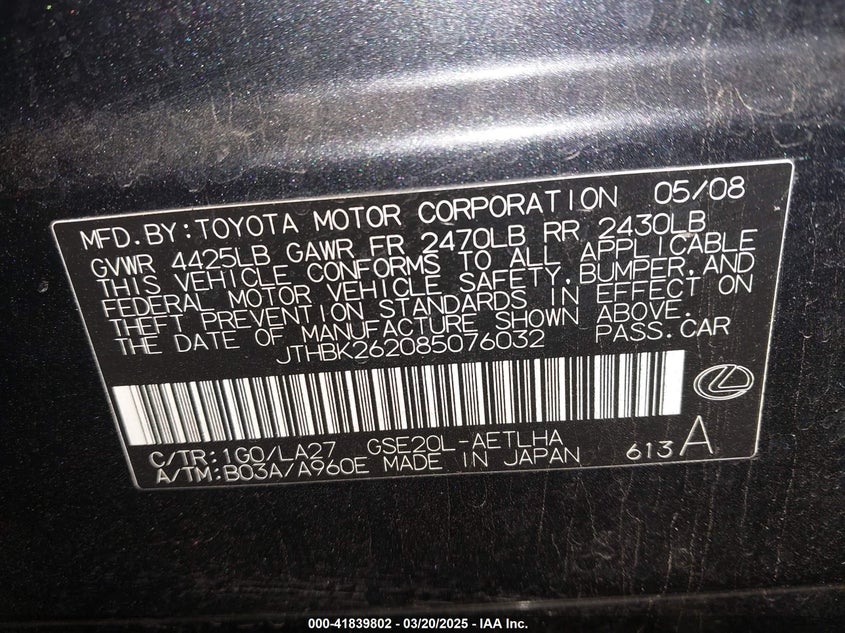 MFD.BY:TOYOTA MOTOR CORPORATION 05/08
GVWR 4425LB GAWR FR 2470LB RR 2430LB
THIS VEHICLE CONFORMS TO ALL APPLICABLE
FEDERAL MOTOR VEHICLE SAFETY,BUMPER,AND
THEFT PREVENTION STANDARDS IN EFFECT ON
THE DATE OF MANUFACTURE SHOWN ABOVE.
JTHBK262085076032 PASS.CAR
C/TR:1G0/LA27 GSE20L-AETLHA
A/TM:B03A/A960E MADE IN JAPAN 613A
000-41839802 — 03/20/2025 — IAA Inc.